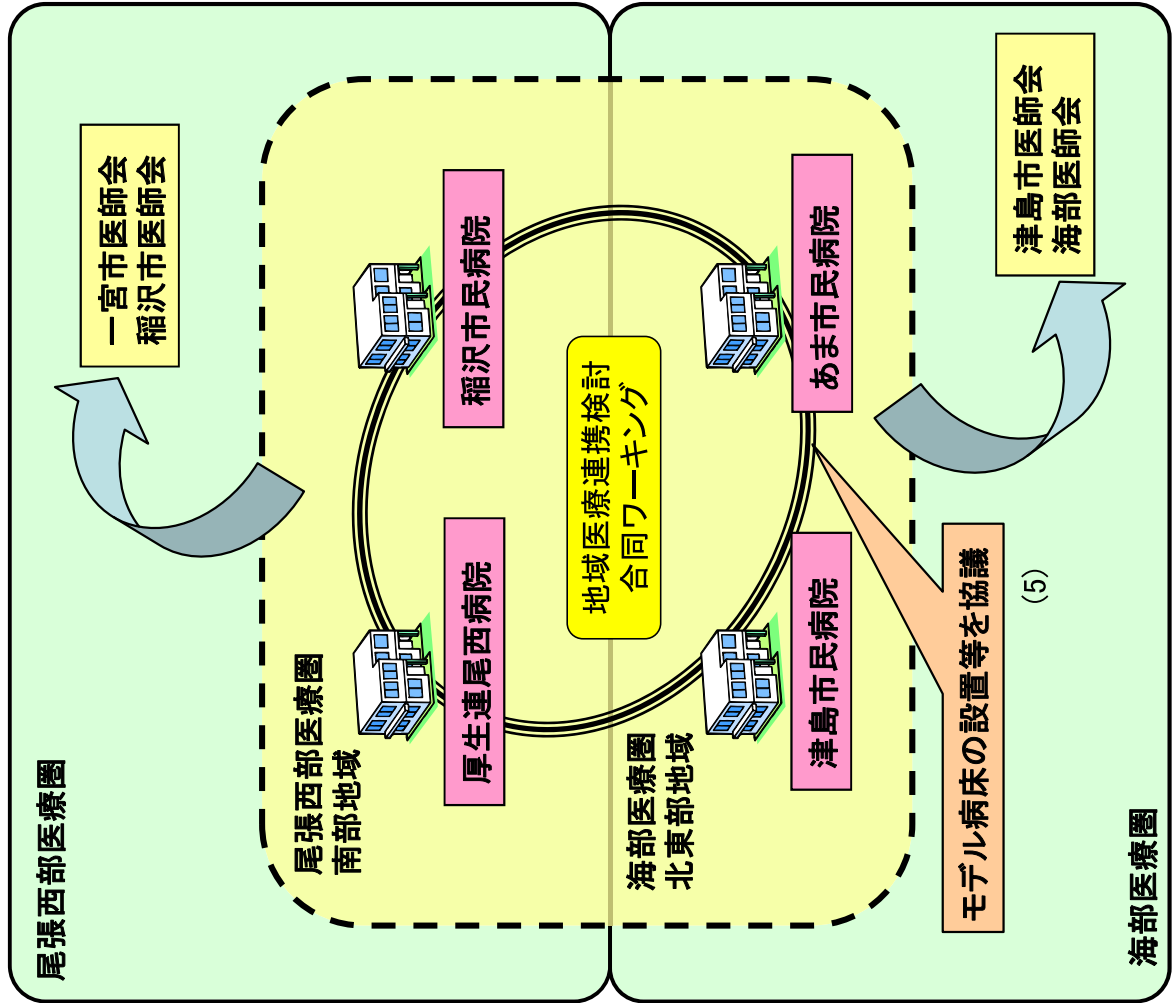 尾張西部医療圏
一宮市医師会
稲沢市医師会
尾張西部医療圏
南部地域
厚生連尾西病院
稲沢市民病院
地域医療連携検討
合同ワーキング
海部医療圏
北東部地域
津島市民病院
あま市民病院
モデル病床の設置等を協議
(5)
津島市医師会
海部医師会
海部医療圏